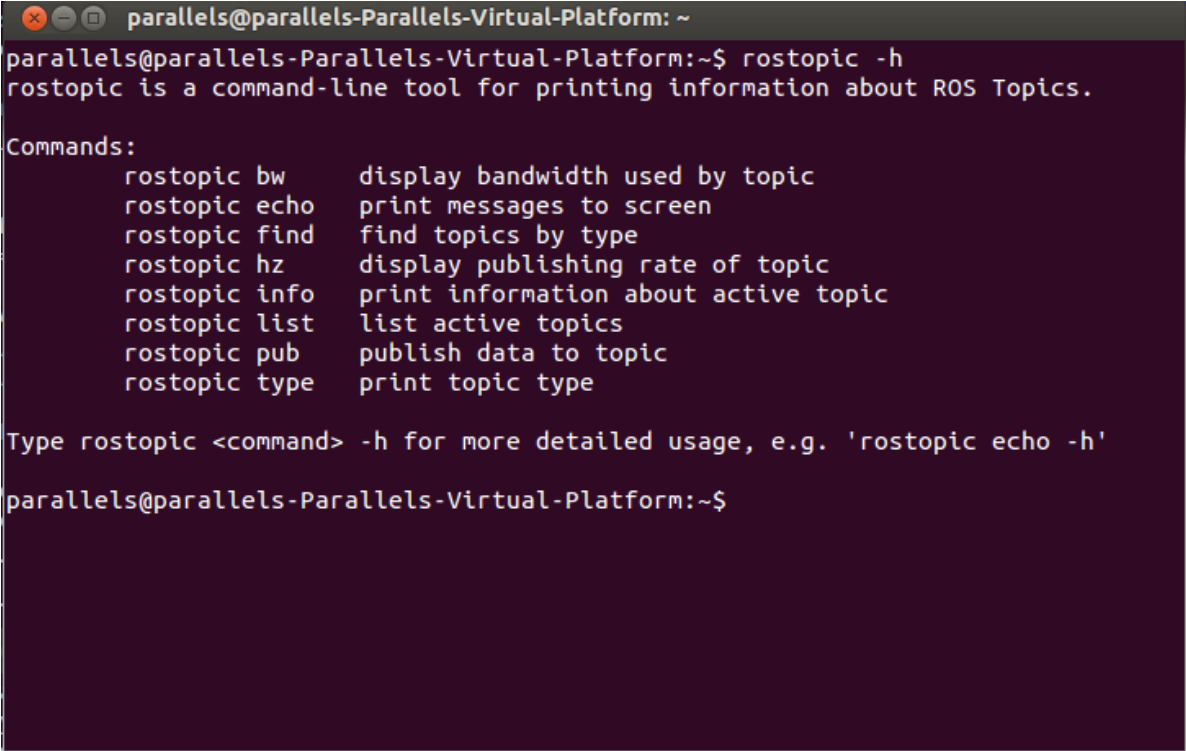 parallels@parallels-Parallels-Virtual-Platform: ~
parallels@parallels-Parallels-Virtual-Platform:~$ rostopic -h
rostopic is a command-line tool for printing information about ROS Topics.
Commands:
rostopic bw display bandwidth used by topic
rostopic echo print messages to screen
rostopic find find topics by type
rostopic hz display publishing rate of topic
rostopic info print information about active topic
rostopic list list active topics
rostopic pub publish data to topic
rostopic type print topic type
Type rostopic <command> -h for more detailed usage, e.g. 'rostopic echo -h'
parallels@parallels-Parallels-Virtual-Platform:~$